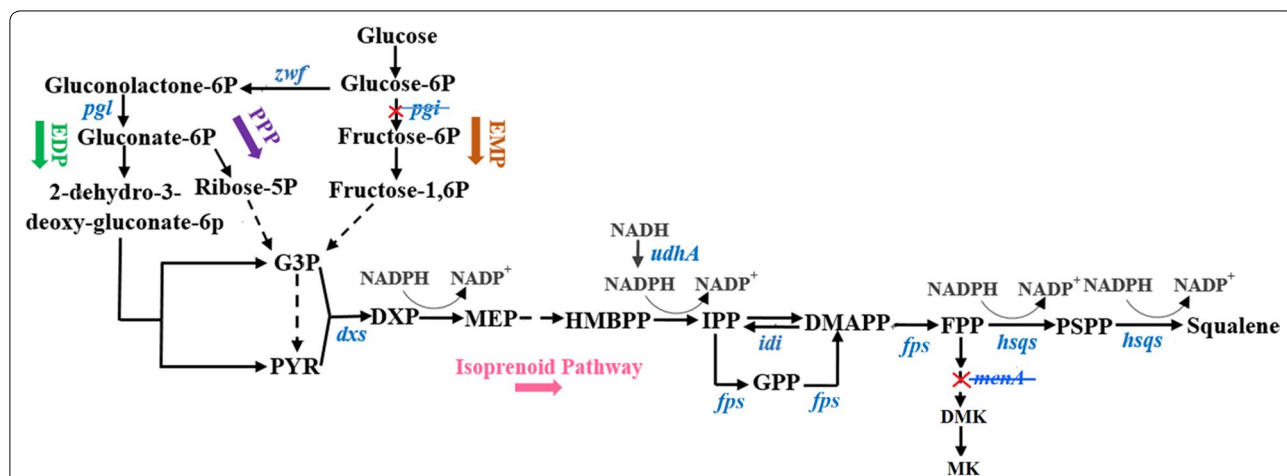 Glucose
Gluconolactone-6P
zwf
Glucose-6P
pgl
pgi
EDP
Gluconate-6P
PPP
Fructose-6P
EMP
2-dehydro-3-
deoxy-gluconate-6p
Ribose-5P
Fructose-1,6P
G3P
NADH
udhA
NADPH
NADP+
NADPH
NADP+
NADPH
NADP+
NADPH
NADP+
dxs
DXP
MEP
HMBPP
IPP
idi
DMAPP
fps
FPP
hsqs
PSPP
hsqs
Squalene
PYR
Isoprenoid Pathway
fps
GPP
fps
menA
DMK
MK